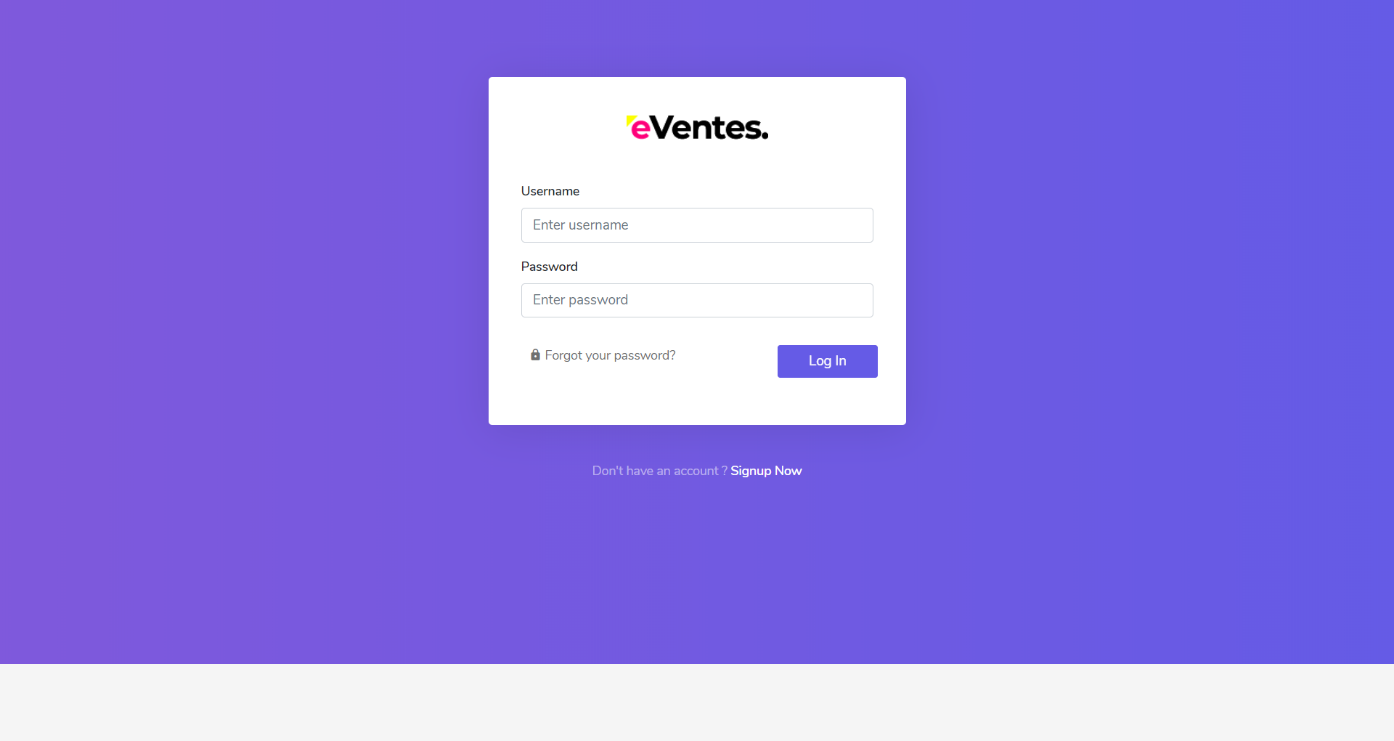 eVentes.
Username
Enter username
Password
Enter password
Forgot your password?
Log In
Don't have an account ? Signup Now